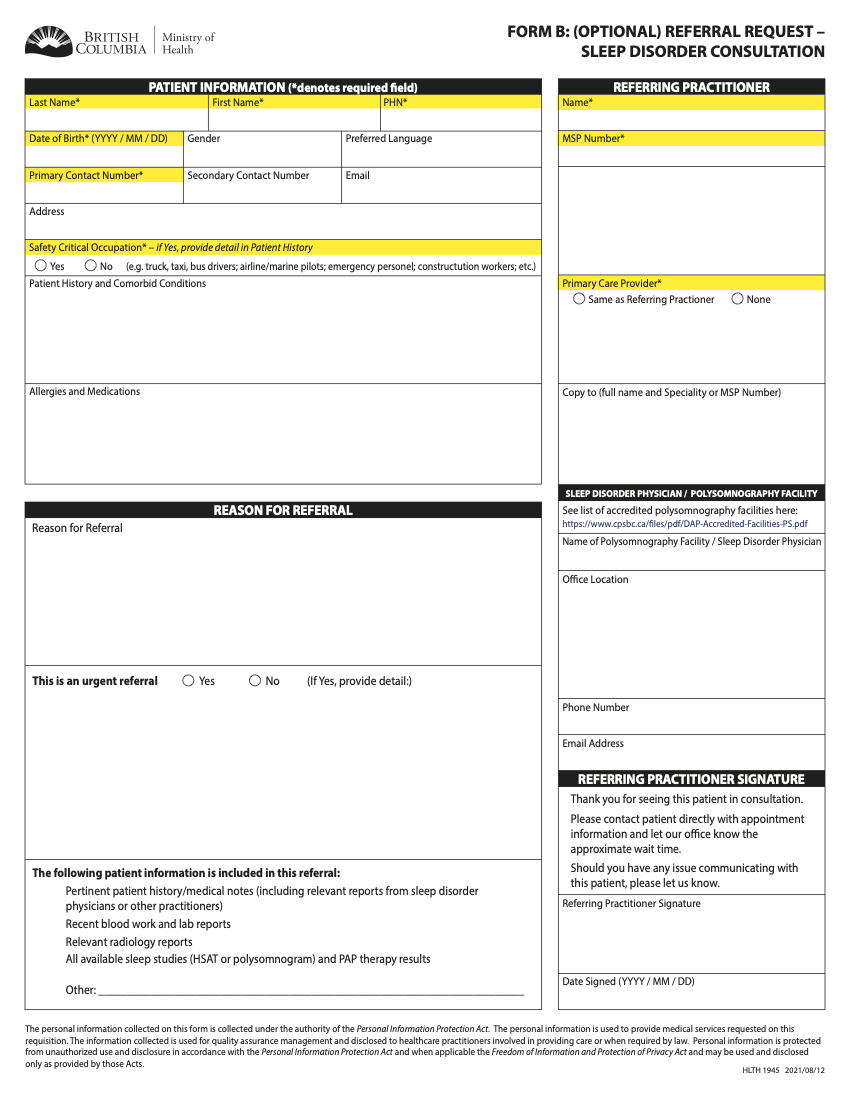 BRITISH
COLUMBIA
Ministry of
Health
FORM B: (OPTIONAL) REFERRAL REQUEST –
SLEEP DISORDER CONSULTATION
PATIENT INFORMATION (*denotes required field)
Last Name* First Name* PHN*
Date of Birth* (YYYY / MM / DD) Gender Preferred Language
Primary Contact Number* Secondary Contact Number Email
Address
Safety Critical Occupation* – if Yes, provide detail in Patient History
Yes No (e.g. truck, taxi, bus drivers; airline/marine pilots; emergency personel; constructution workers; etc.)
Patient History and Comorbid Conditions
Allergies and Medications
REASON FOR REFERRAL
Reason for Referral
This is an urgent referral Yes No (If Yes, provide detail:)
The following patient information is included in this referral:
Pertinent patient history/medical notes (including relevant reports from sleep disorder
physicians or other practitioners)
Recent blood work and lab reports
Relevant radiology reports
All available sleep studies (HSAT or polysomnogram) and PAP therapy results
Other:
REFERRING PRACTITIONER
Name*
MSP Number*
Primary Care Provider*
Same as Referring Practioner None
Copy to (full name and Speciality or MSP Number)
SLEEP DISORDER PHYSICIAN / POLYSOMNOGRAPHY FACILITY
See list of accredited polysomnography facilities here:
https://www.cpsbc.ca/files/pdf/DAP-Accredited-Facilities-PS.pdf
Name of Polysomnography Facility / Sleep Disorder Physician
Office Location
Phone Number
Email Address
REFERRING PRACTITIONER SIGNATURE
Thank you for seeing this patient in consultation.
Please contact patient directly with appointment
information and let our office know the
approximate wait time.
Should you have any issue communicating with
this patient, please let us know.
Referring Practitioner Signature
Date Signed (YYYY / MM / DD)
The personal information collected on this form is collected under the authority of the Personal Information Protection Act. The personal information is used to provide medical services requested on this
requisition. The information collected is used for quality assurance management and disclosed to healthcare practitioners involved in providing care or when required by law. Personal information is protected
from unauthorized use and disclosure in accordance with the Personal Information Protection Act and when applicable the Freedom of Information and Protection of Privacy Act and may be used and disclosed
only as provided by those Acts.
HLTH 1945 2021/08/12